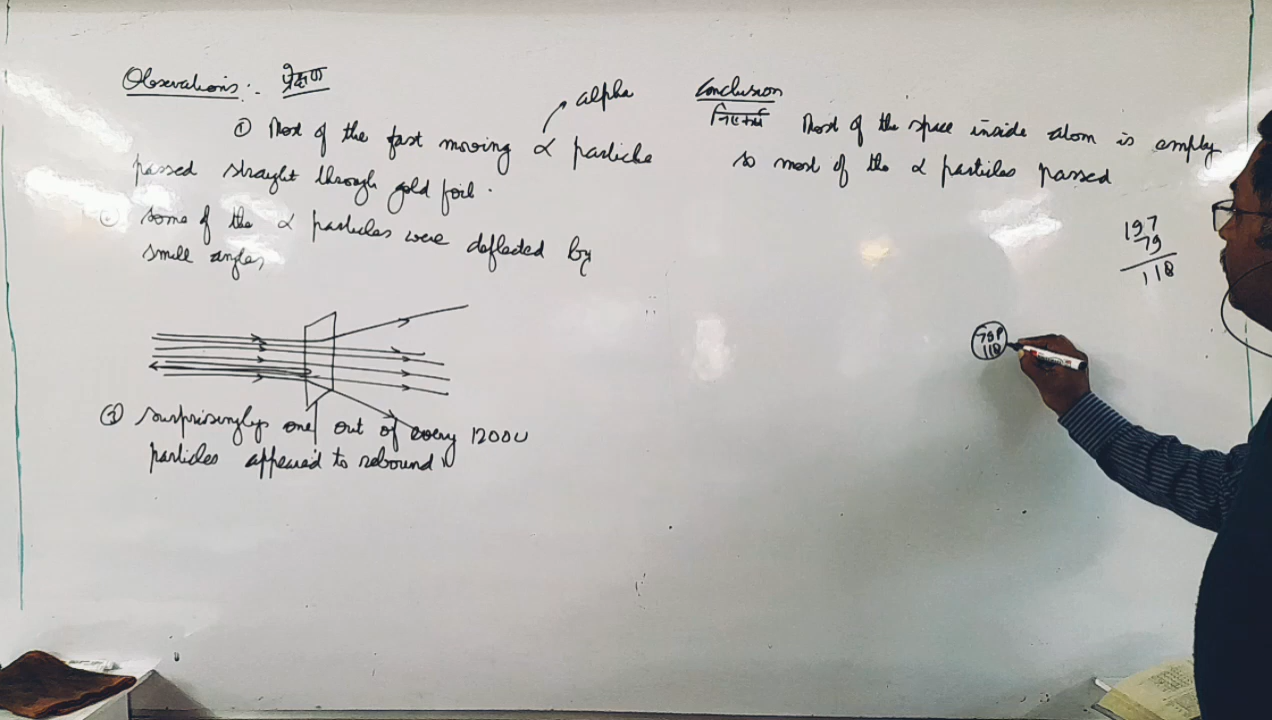 Observations:- प्रेक्षण
① Most of the fast moving α particles
passed straight through gold foil.
② Some of the α particles were deflected by
small angles
③ Surprisingly one out of every 12000
particles appeared to rebound
alpha
Conclusion
निष्कर्ष Most of the space inside atom is empty
so most of the α particles passed
197
79
118
79P
118